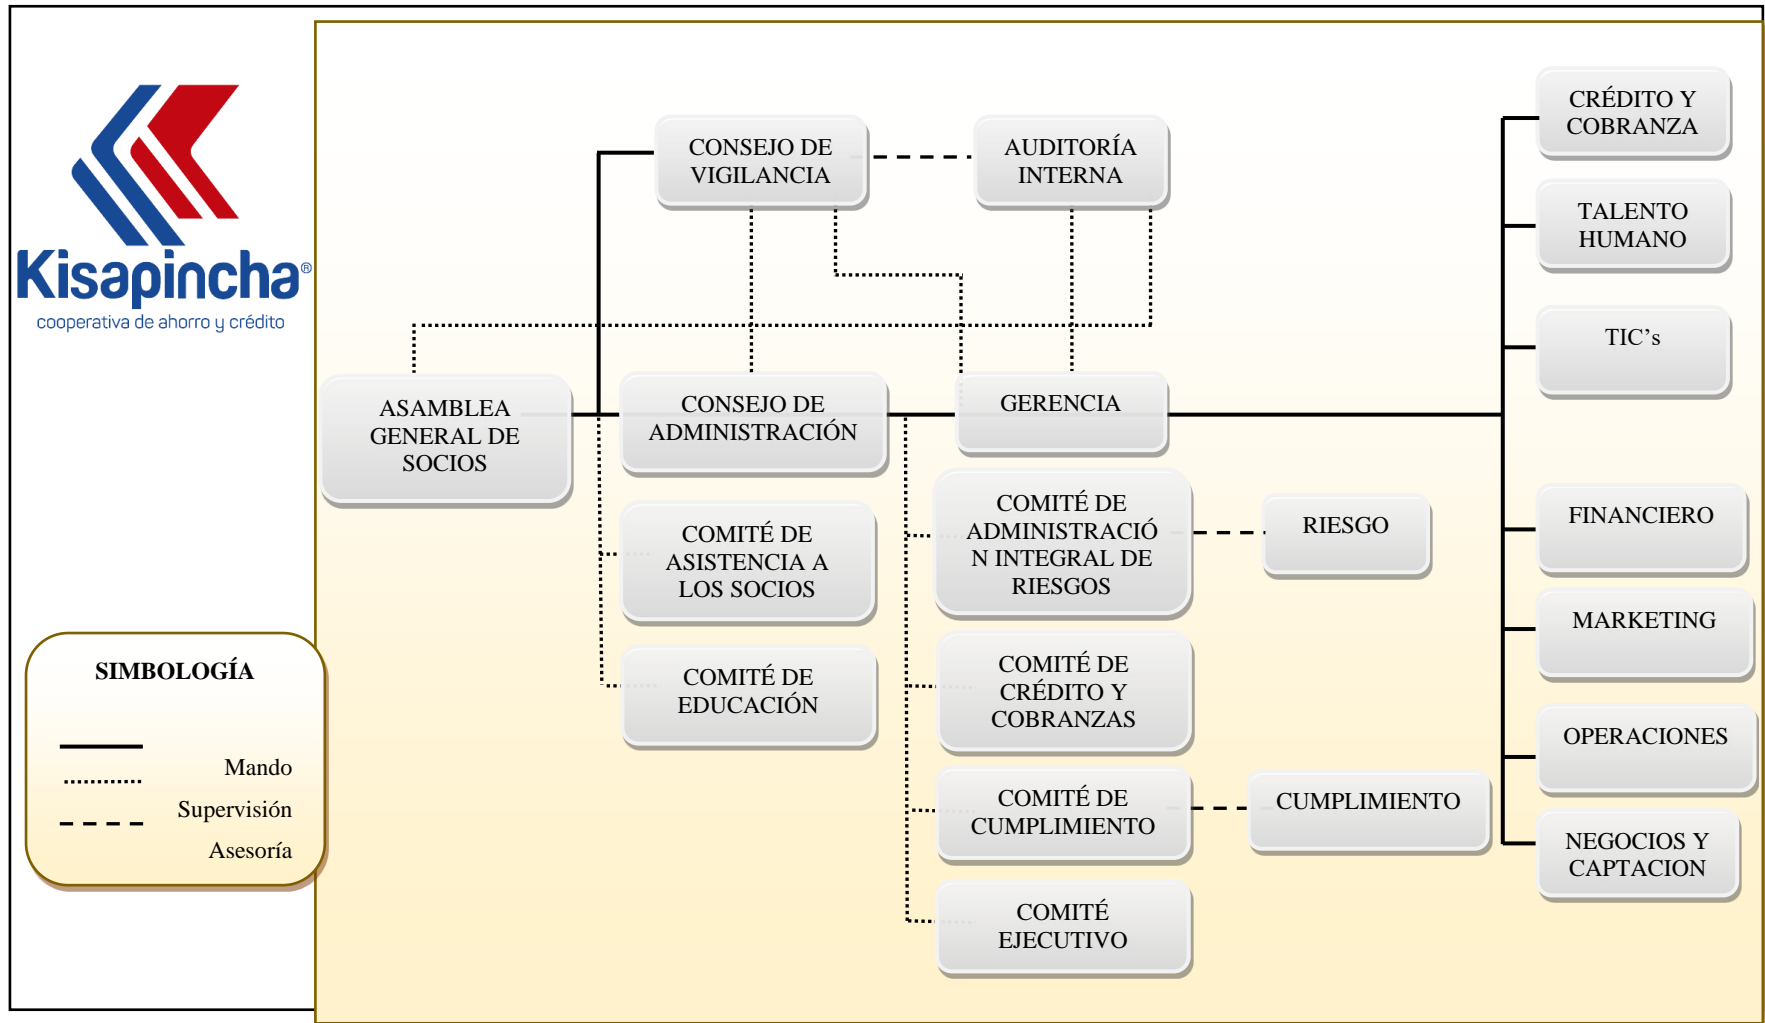 Kisapincha®
cooperativa de ahorro y crédito
SIMBOLOGÍA
Mando
Supervisión
Asesoría
ASAMBLEA
GENERAL DE
SOCIOS
CONSEJO DE
VIGILANCIA
AUDITORÍA
INTERNA
CONSEJO DE
ADMINISTRACIÓN
GERENCIA
COMITÉ DE
ASISTENCIA A
LOS SOCIOS
COMITÉ DE
EDUCACIÓN
COMITÉ DE
ADMINISTRACIÓ
N INTEGRAL DE
RIESGOS
RIESGO
COMITÉ DE
CRÉDITO Y
COBRANZAS
COMITÉ DE
CUMPLIMIENTO
CUMPLIMIENTO
COMITÉ
EJECUTIVO
CRÉDITO Y
COBRANZA
TALENTO
HUMANO
TIC’s
FINANCIERO
MARKETING
OPERACIONES
NEGOCIOS Y
CAPTACION